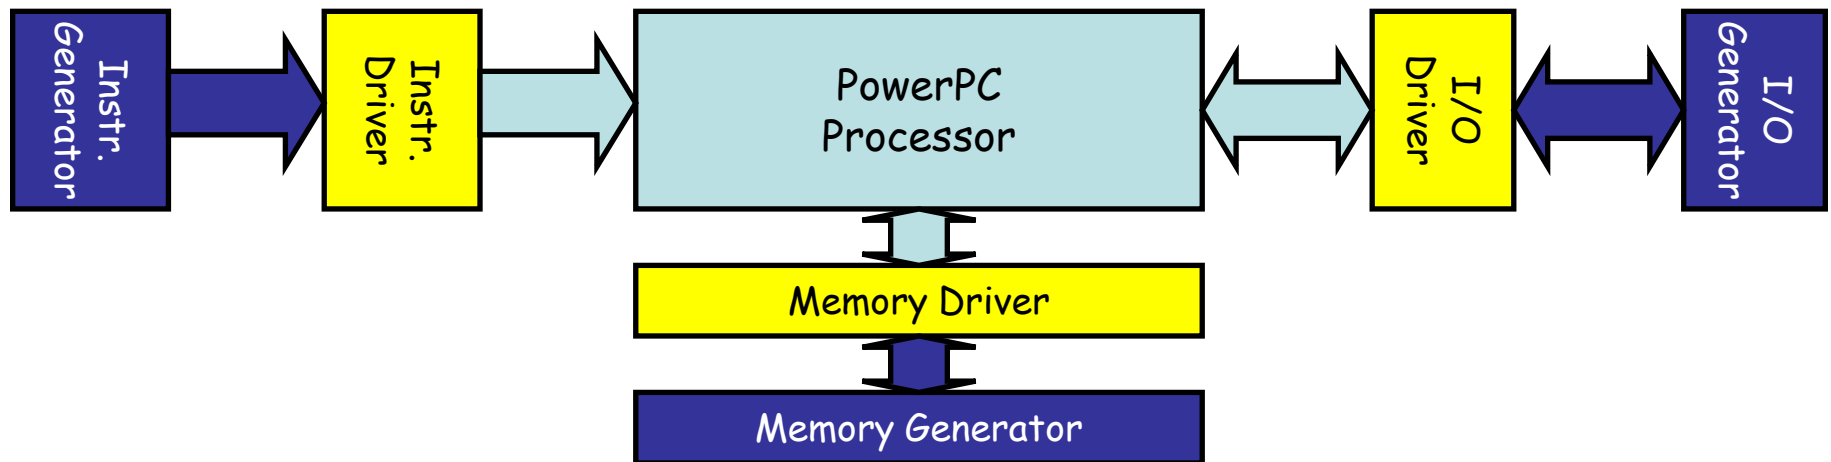 Instr.
Generator
Instr.
Driver
PowerPC
Processor
I/O
Driver
I/O
Generator
Memory Driver
Memory Generator